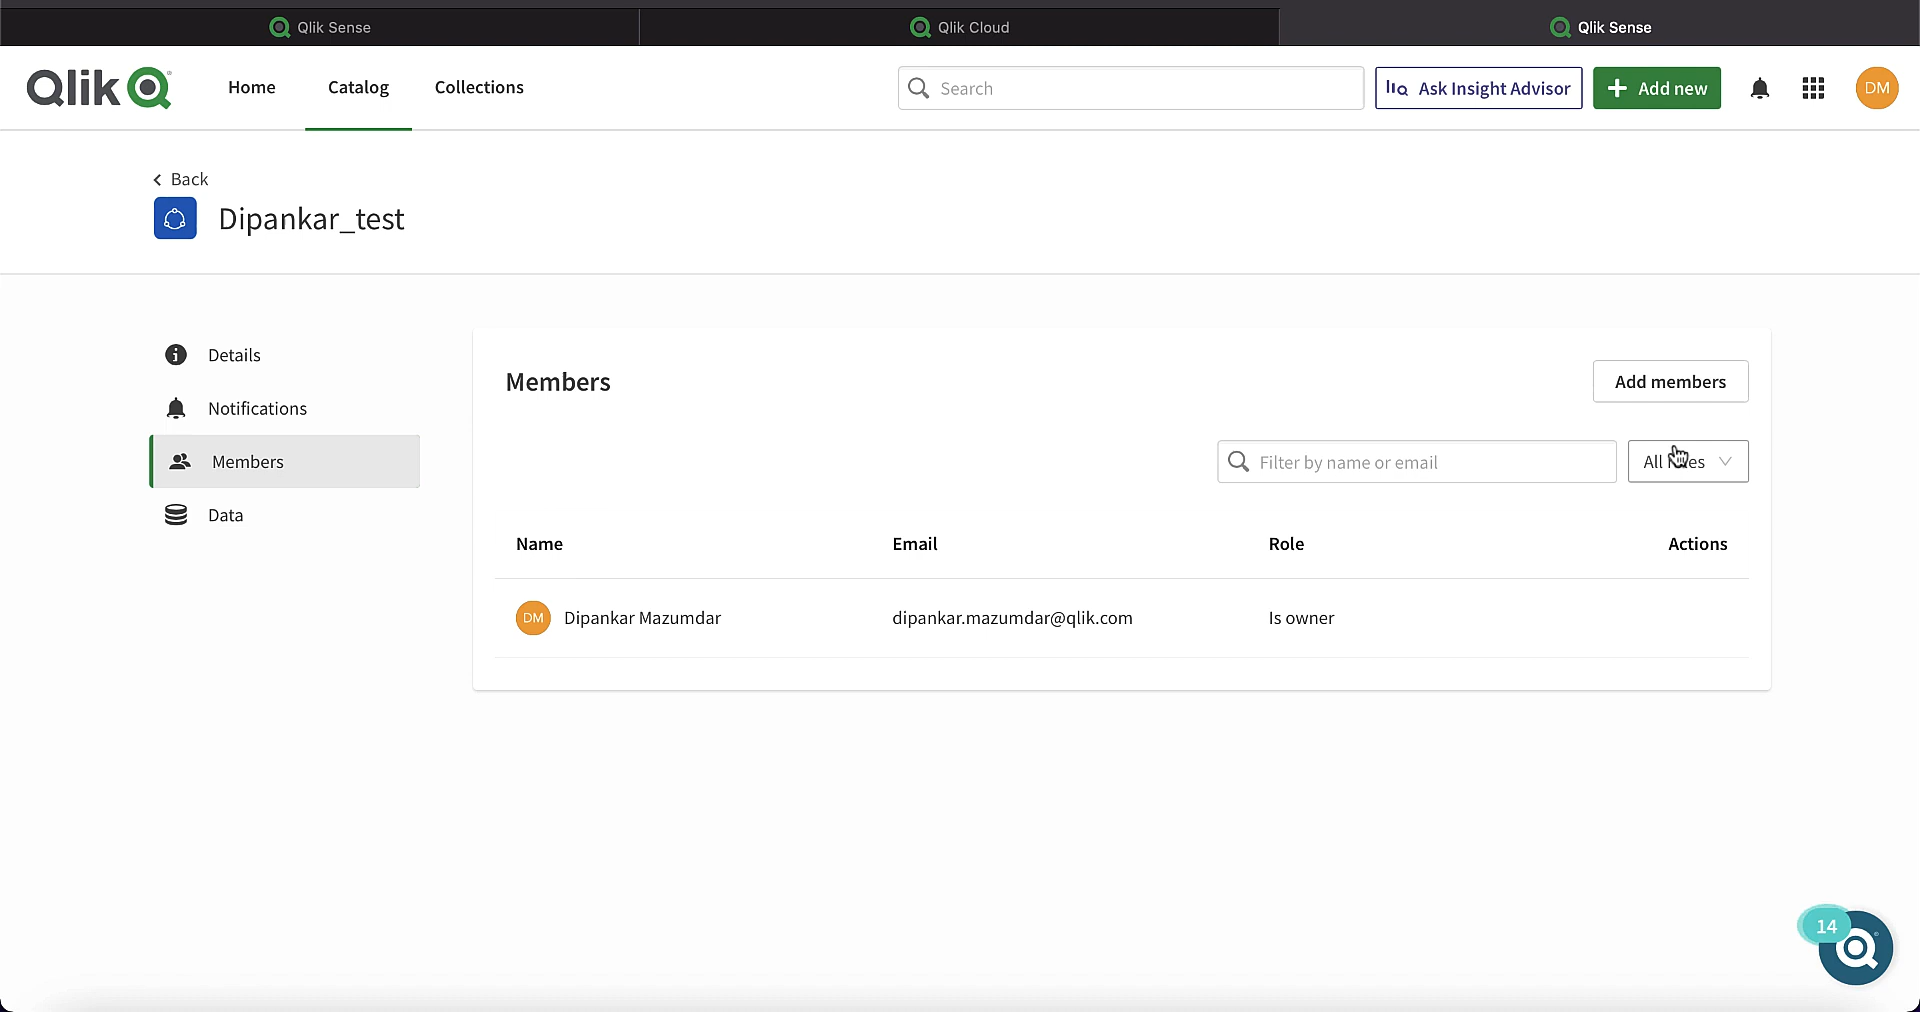 Qlik Sense
Qlik Cloud
Qlik Sense
Qlik
Home
Catalog
Collections
Search
Ask Insight Advisor
Add new
DM
Back
Dipankar_test
Details
Notifications
Members
Data
Members
Add members
Filter by name or email
All
Name
Email
Role
Actions
DM
Dipankar Mazumdar
dipankar.mazumdar@qlik.com
Is owner
14